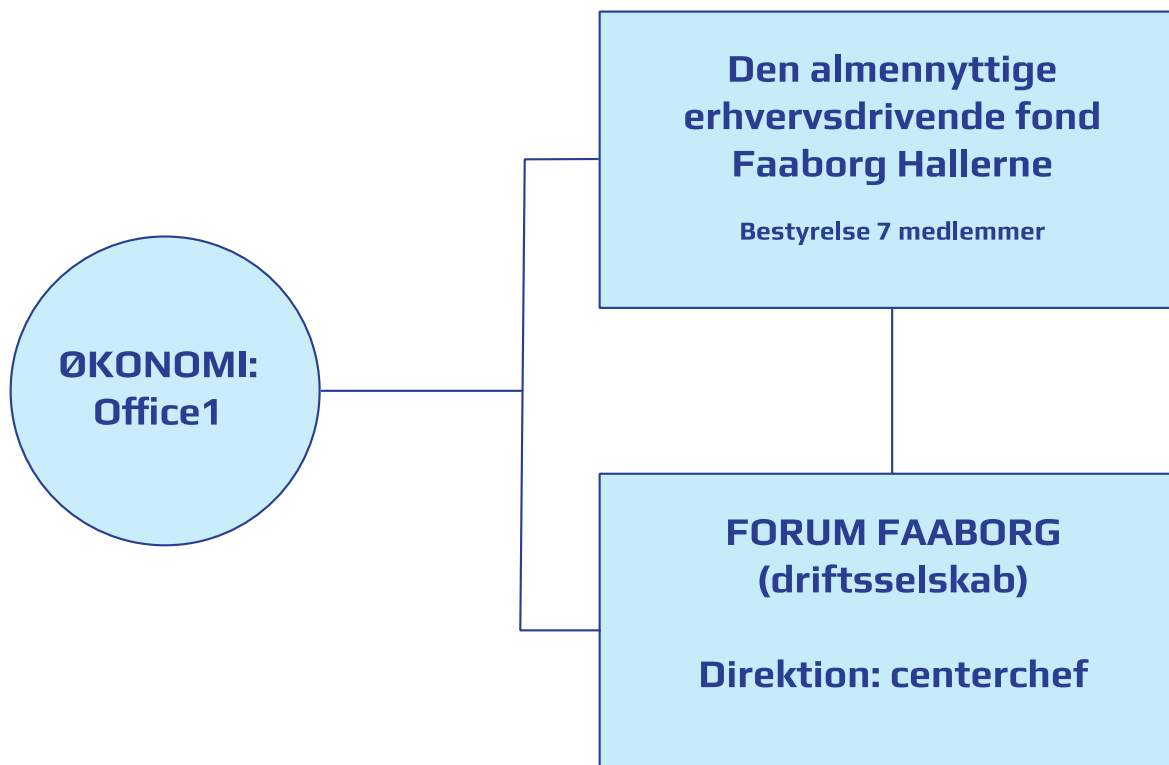 Den almennyttige
erhvervsdrivende fond
Faaborg Hallerne
Bestyrelse 7 medlemmer
ØKONOMI:
Office1
FORUM FAABORG
(driftsselskab)
Direktion: centerchef